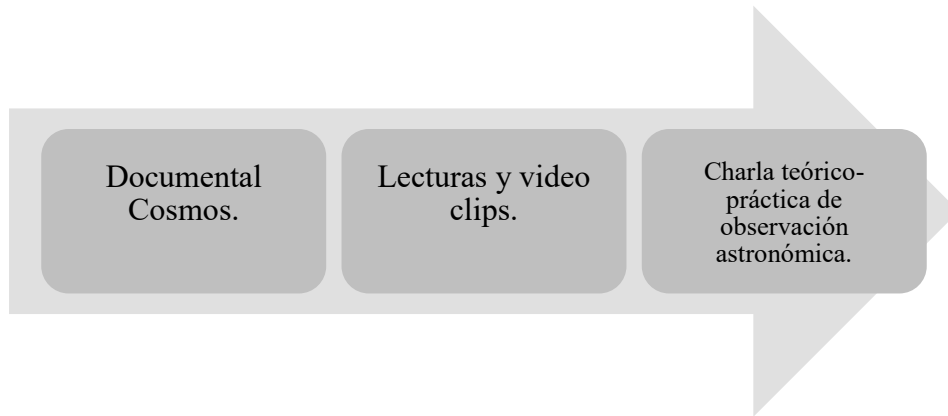 Documental
Cosmos.
Lecturas y video
clips.
Charla teórico-
práctica de
observación
astronómica.